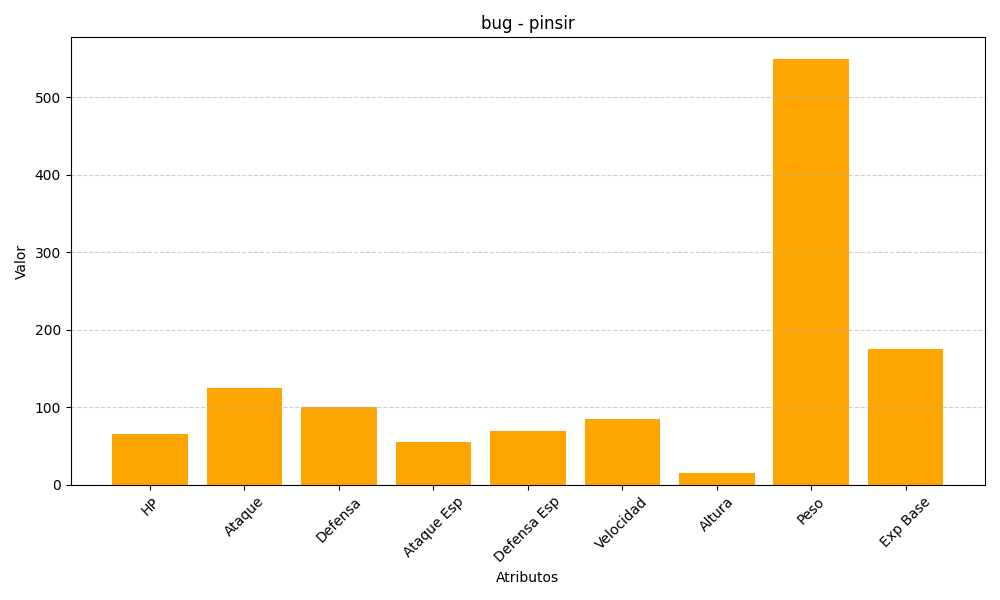 bug - pinsir
Valor
500
400
300
200
100
0
HP
Ataque
Defensa
Ataque Esp
Defensa Esp
Velocidad
Altura
Peso
Exp Base
Atributos